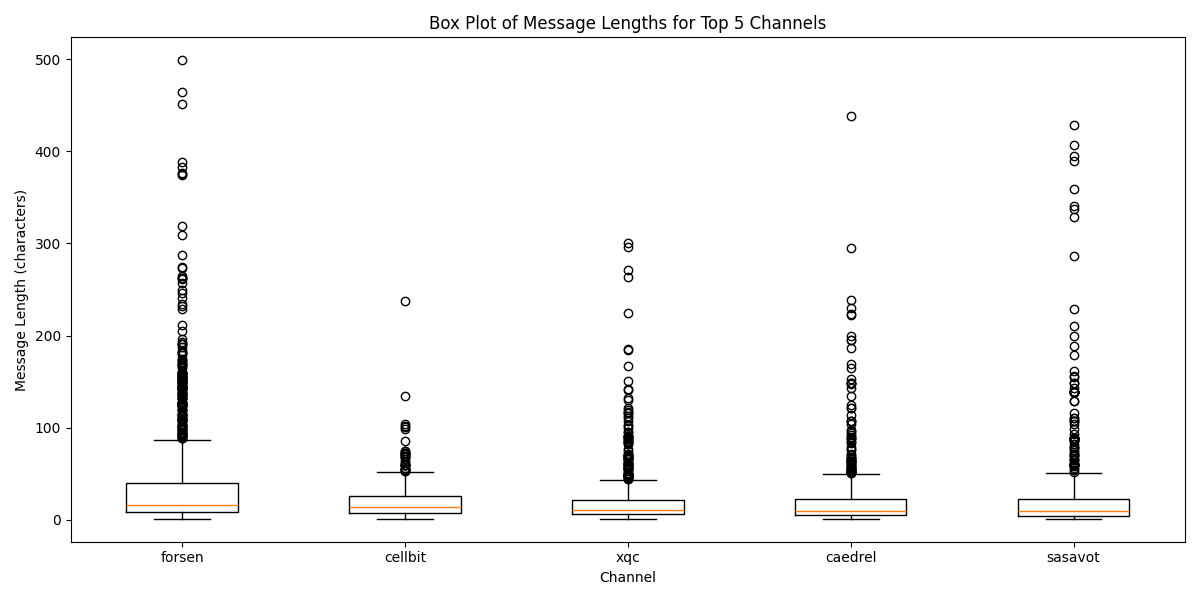 Box Plot of Message Lengths for Top 5 Channels
Message Length (characters)
500
400
300
200
100
0
forsen cellbit xqc caedrel sasavot
Channel